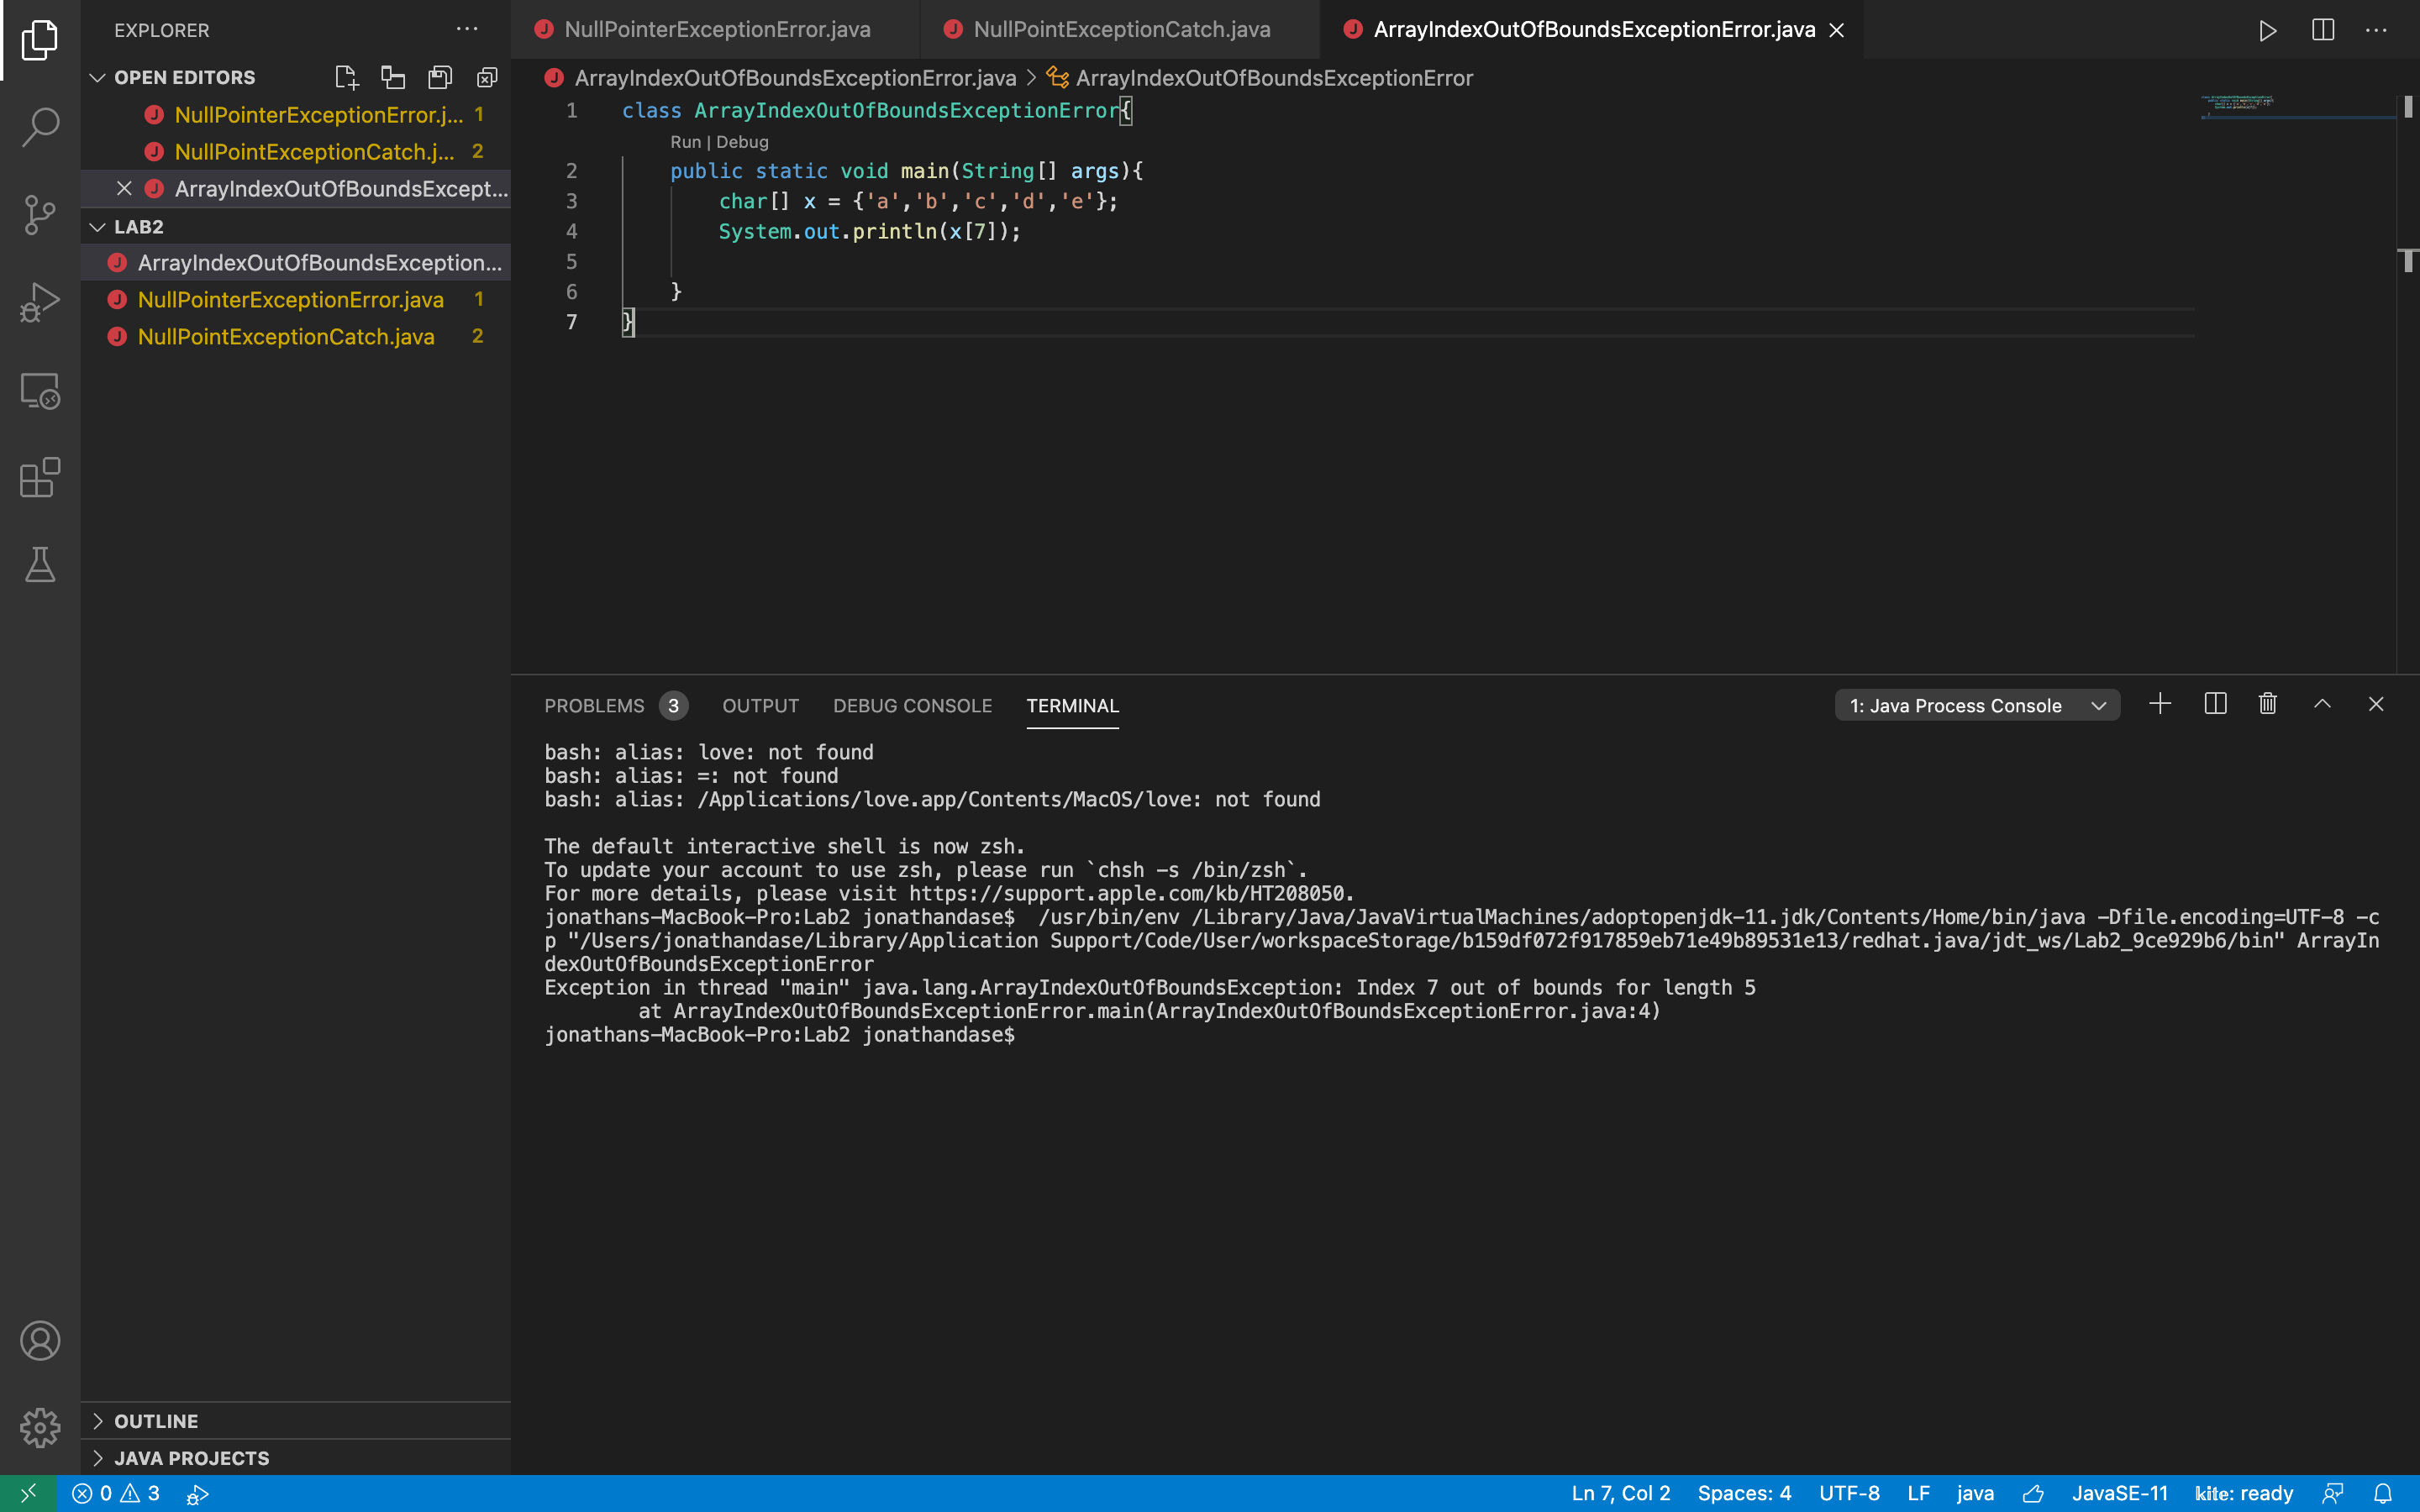 EXPLORER
OPEN EDITORS
NullPointerExceptionError.j... 1
NullPointExceptionCatch.j... 2
ArrayIndexOutOfBoundsExcept...
LAB2
ArrayIndexOutOfBoundsException...
NullPointerExceptionError.java 1
NullPointExceptionCatch.java 2
OUTLINE
JAVA PROJECTS
NullPointerExceptionError.java
NullPointExceptionCatch.java
ArrayIndexOutOfBoundsExceptionError.java
ArrayIndexOutOfBoundsExceptionError.java > ArrayIndexOutOfBoundsExceptionError
1 class ArrayIndexOutOfBoundsExceptionError{
Run | Debug
2 public static void main(String[] args){
3 char[] x = {'a','b','c','d','e'};
4 System.out.println(x[7]);
5
6 }
7 }
PROBLEMS 3 OUTPUT DEBUG CONSOLE TERMINAL
1: Java Process Console
bash: alias: love: not found
bash: alias: =: not found
bash: alias: /Applications/love.app/Contents/MacOS/love: not found
The default interactive shell is now zsh.
To update your account to use zsh, please run `chsh -s /bin/zsh`.
For more details, please visit https://support.apple.com/kb/HT208050.
jonathans-MacBook-Pro:Lab2 jonathandase$  /usr/bin/env /Library/Java/JavaVirtualMachines/adoptopenjdk-11.jdk/Contents/Home/bin/java -Dfile.encoding=UTF-8 -c
p "/Users/jonathandase/Library/Application Support/Code/User/workspaceStorage/b159df072f917859eb71e49b89531e13/redhat.java/jdt_ws/Lab2_9ce929b6/bin" ArrayIn
dexOutOfBoundsExceptionError
Exception in thread "main" java.lang.ArrayIndexOutOfBoundsException: Index 7 out of bounds for length 5
at ArrayIndexOutOfBoundsExceptionError.main(ArrayIndexOutOfBoundsExceptionError.java:4)
jonathans-MacBook-Pro:Lab2 jonathandase$
0 3
Ln 7, Col 2 Spaces: 4 UTF-8 LF java JavaSE-11 kite: ready